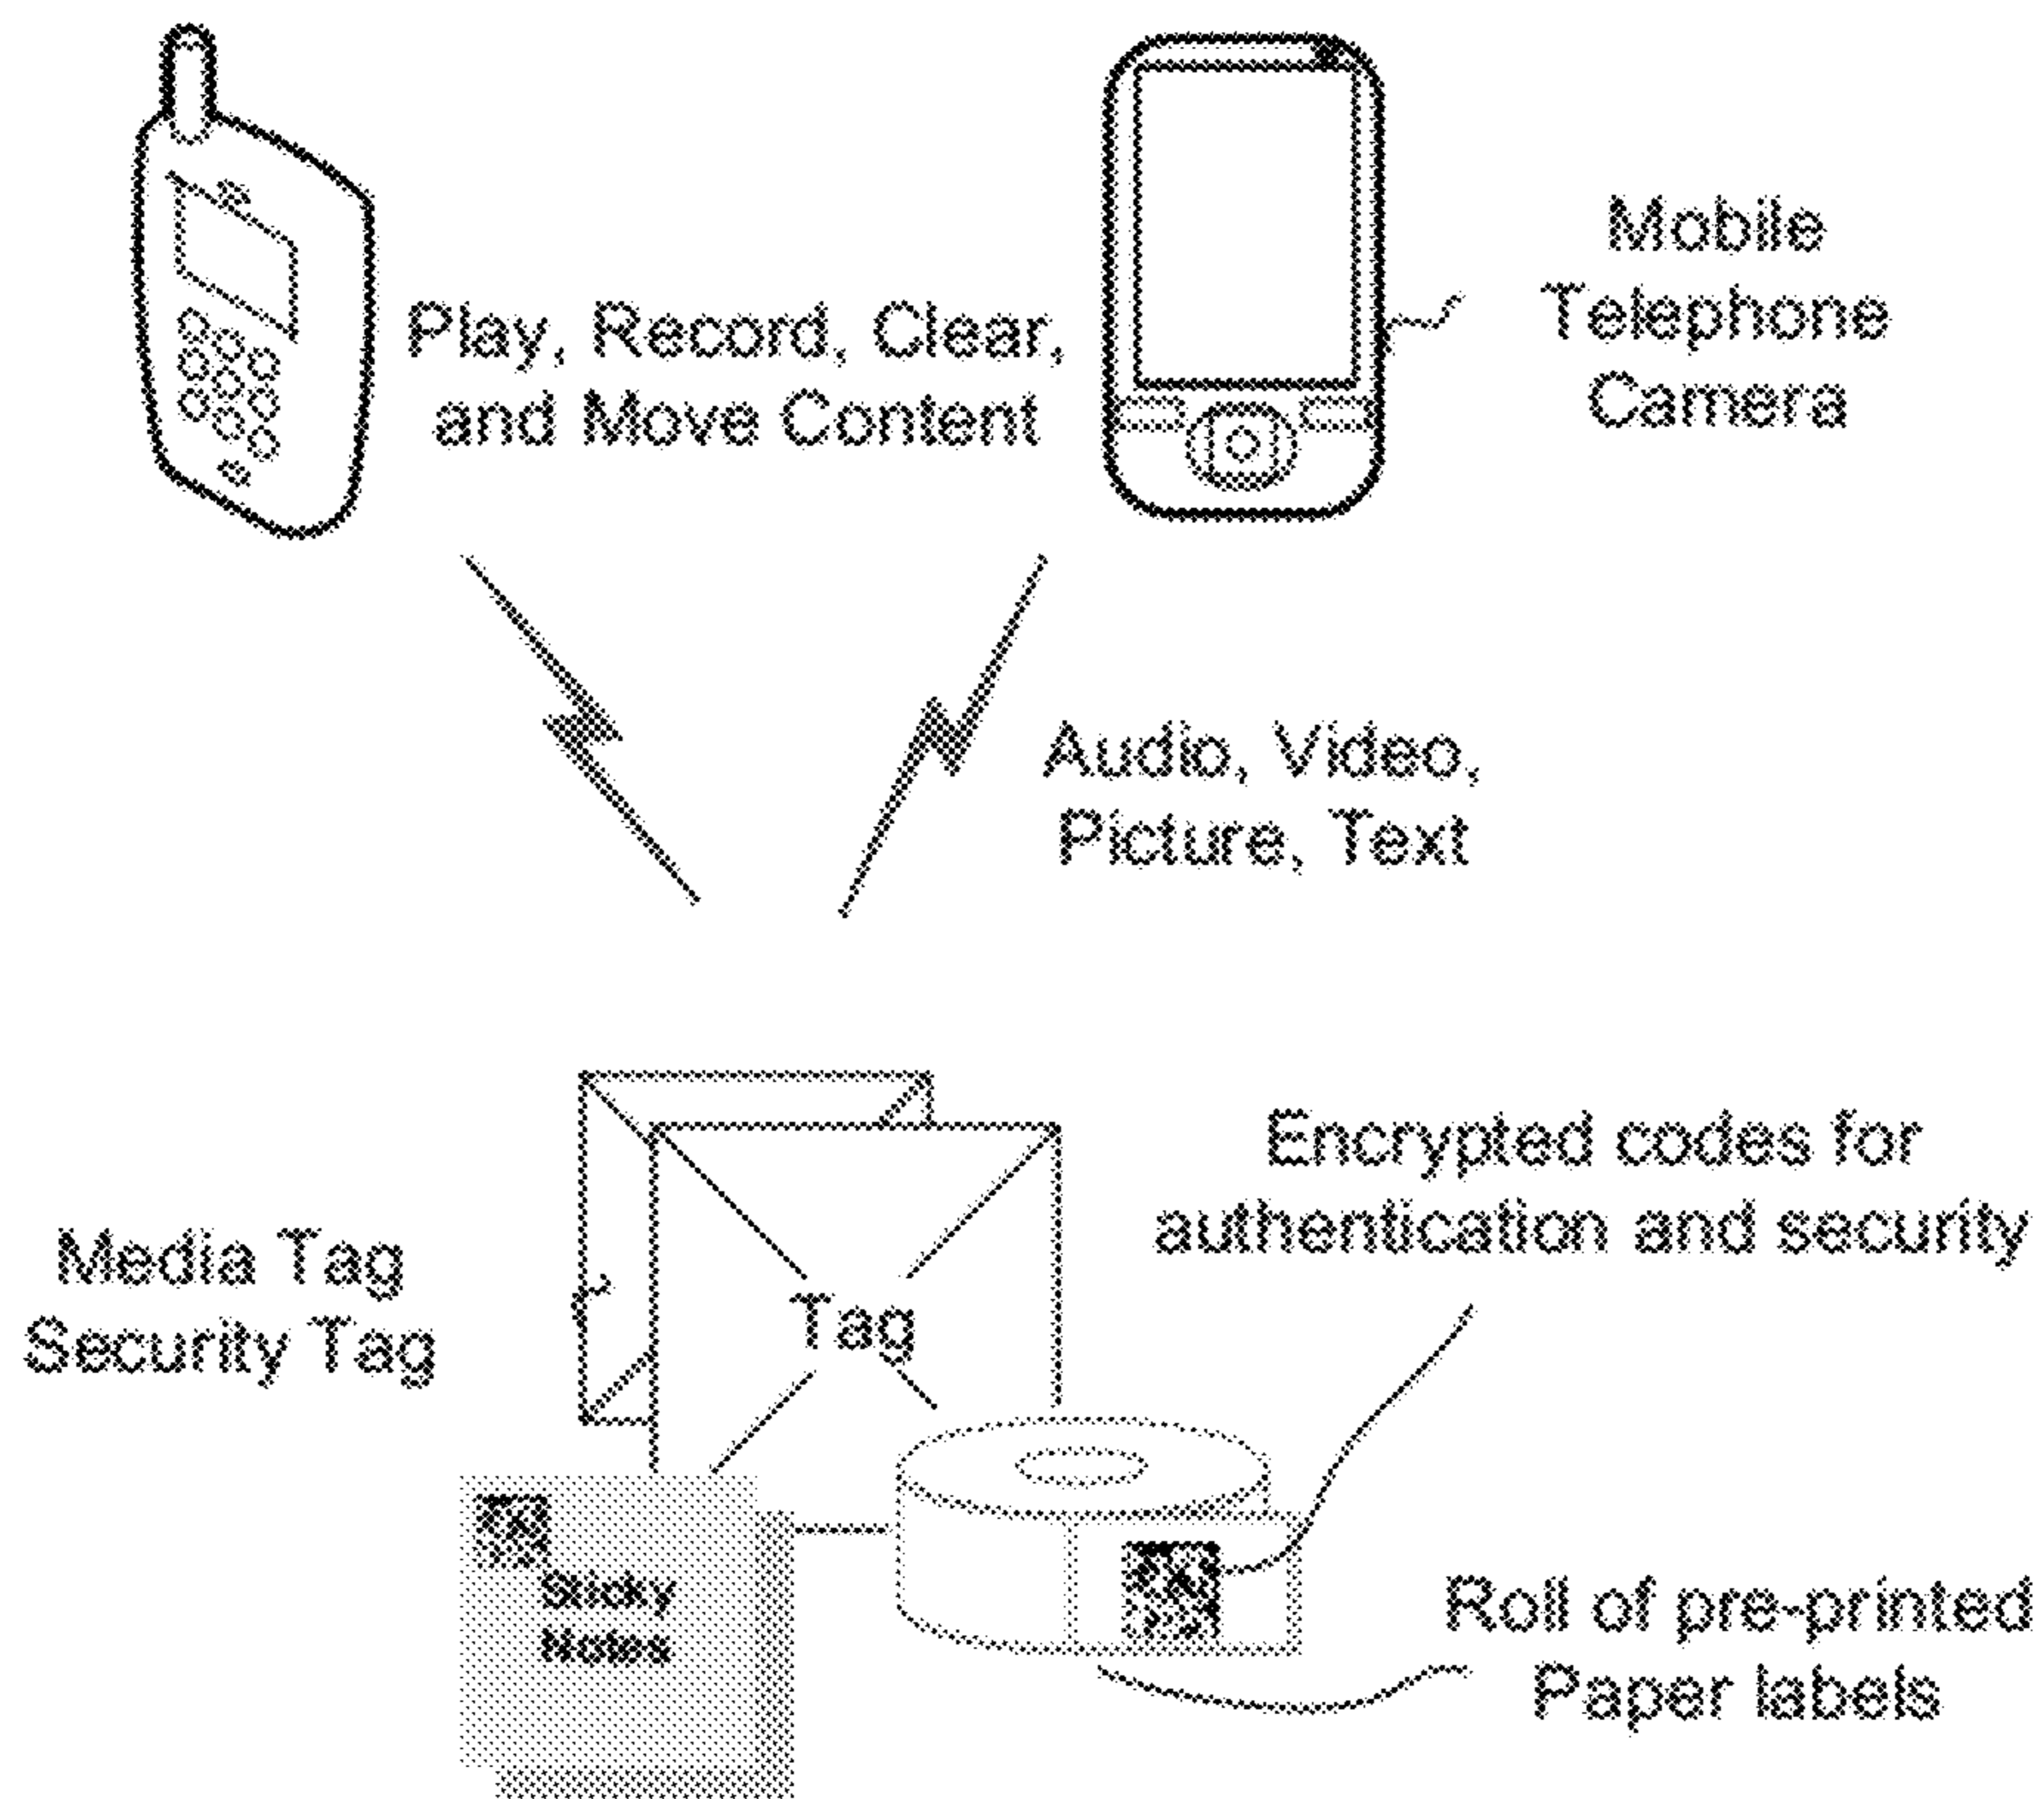 Play, Record, Clear,
and Move Content
Mobile
Telephone
Camera
Audio, Video,
Picture, Text
Encrypted codes for
authentication and security
Media Tag
Security Tag
Tag
Sticky
Notes
Roll of pre-printed
Paper labels